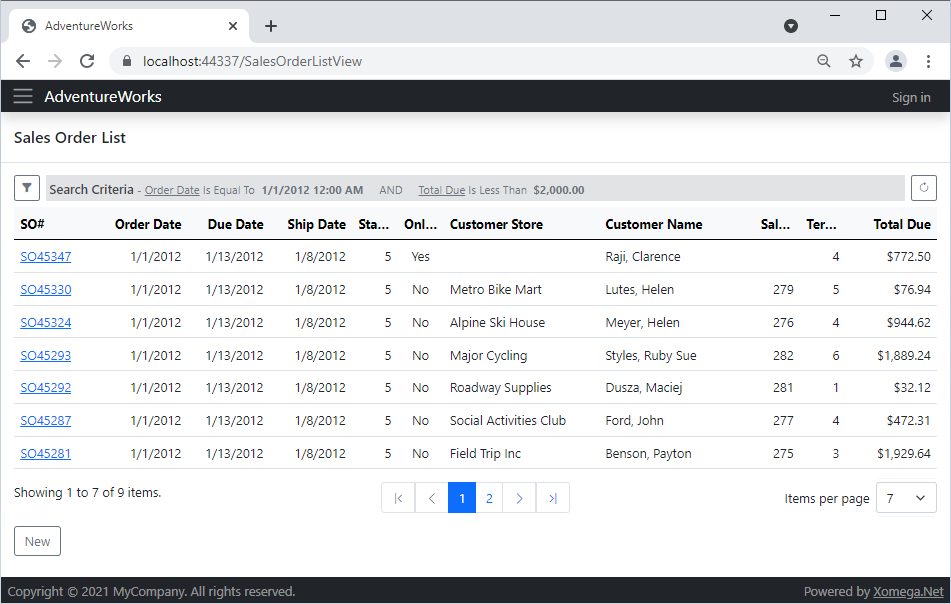 AdventureWorks
localhost:44337/SalesOrderListView
AdventureWorks Sign in
Sales Order List
Search Criteria - Order Date Is Equal To 1/1/2012 12:00 AM AND Total Due Is Less Than $2,000.00
SO# Order Date Due Date Ship Date Sta... Onl... Customer Store Customer Name Sal... Ter... Total Due
SO45347 1/1/2012 1/13/2012 1/8/2012 5 Yes Raji, Clarence 4 $772.50
SO45330 1/1/2012 1/13/2012 1/8/2012 5 No Metro Bike Mart Lutes, Helen 279 5 $76.94
SO45324 1/1/2012 1/13/2012 1/8/2012 5 No Alpine Ski House Meyer, Helen 276 4 $944.62
SO45293 1/1/2012 1/13/2012 1/8/2012 5 No Major Cycling Styles, Ruby Sue 282 6 $1,889.24
SO45292 1/1/2012 1/13/2012 1/8/2012 5 No Roadway Supplies Dusza, Maciej 281 1 $32.12
SO45287 1/1/2012 1/13/2012 1/8/2012 5 No Social Activities Club Ford, John 277 4 $472.31
SO45281 1/1/2012 1/13/2012 1/8/2012 5 No Field Trip Inc Benson, Payton 275 3 $1,929.64
Showing 1 to 7 of 9 items. 1 2 Items per page 7
New
Copyright © 2021 MyCompany. All rights reserved. Powered by Xomega.Net